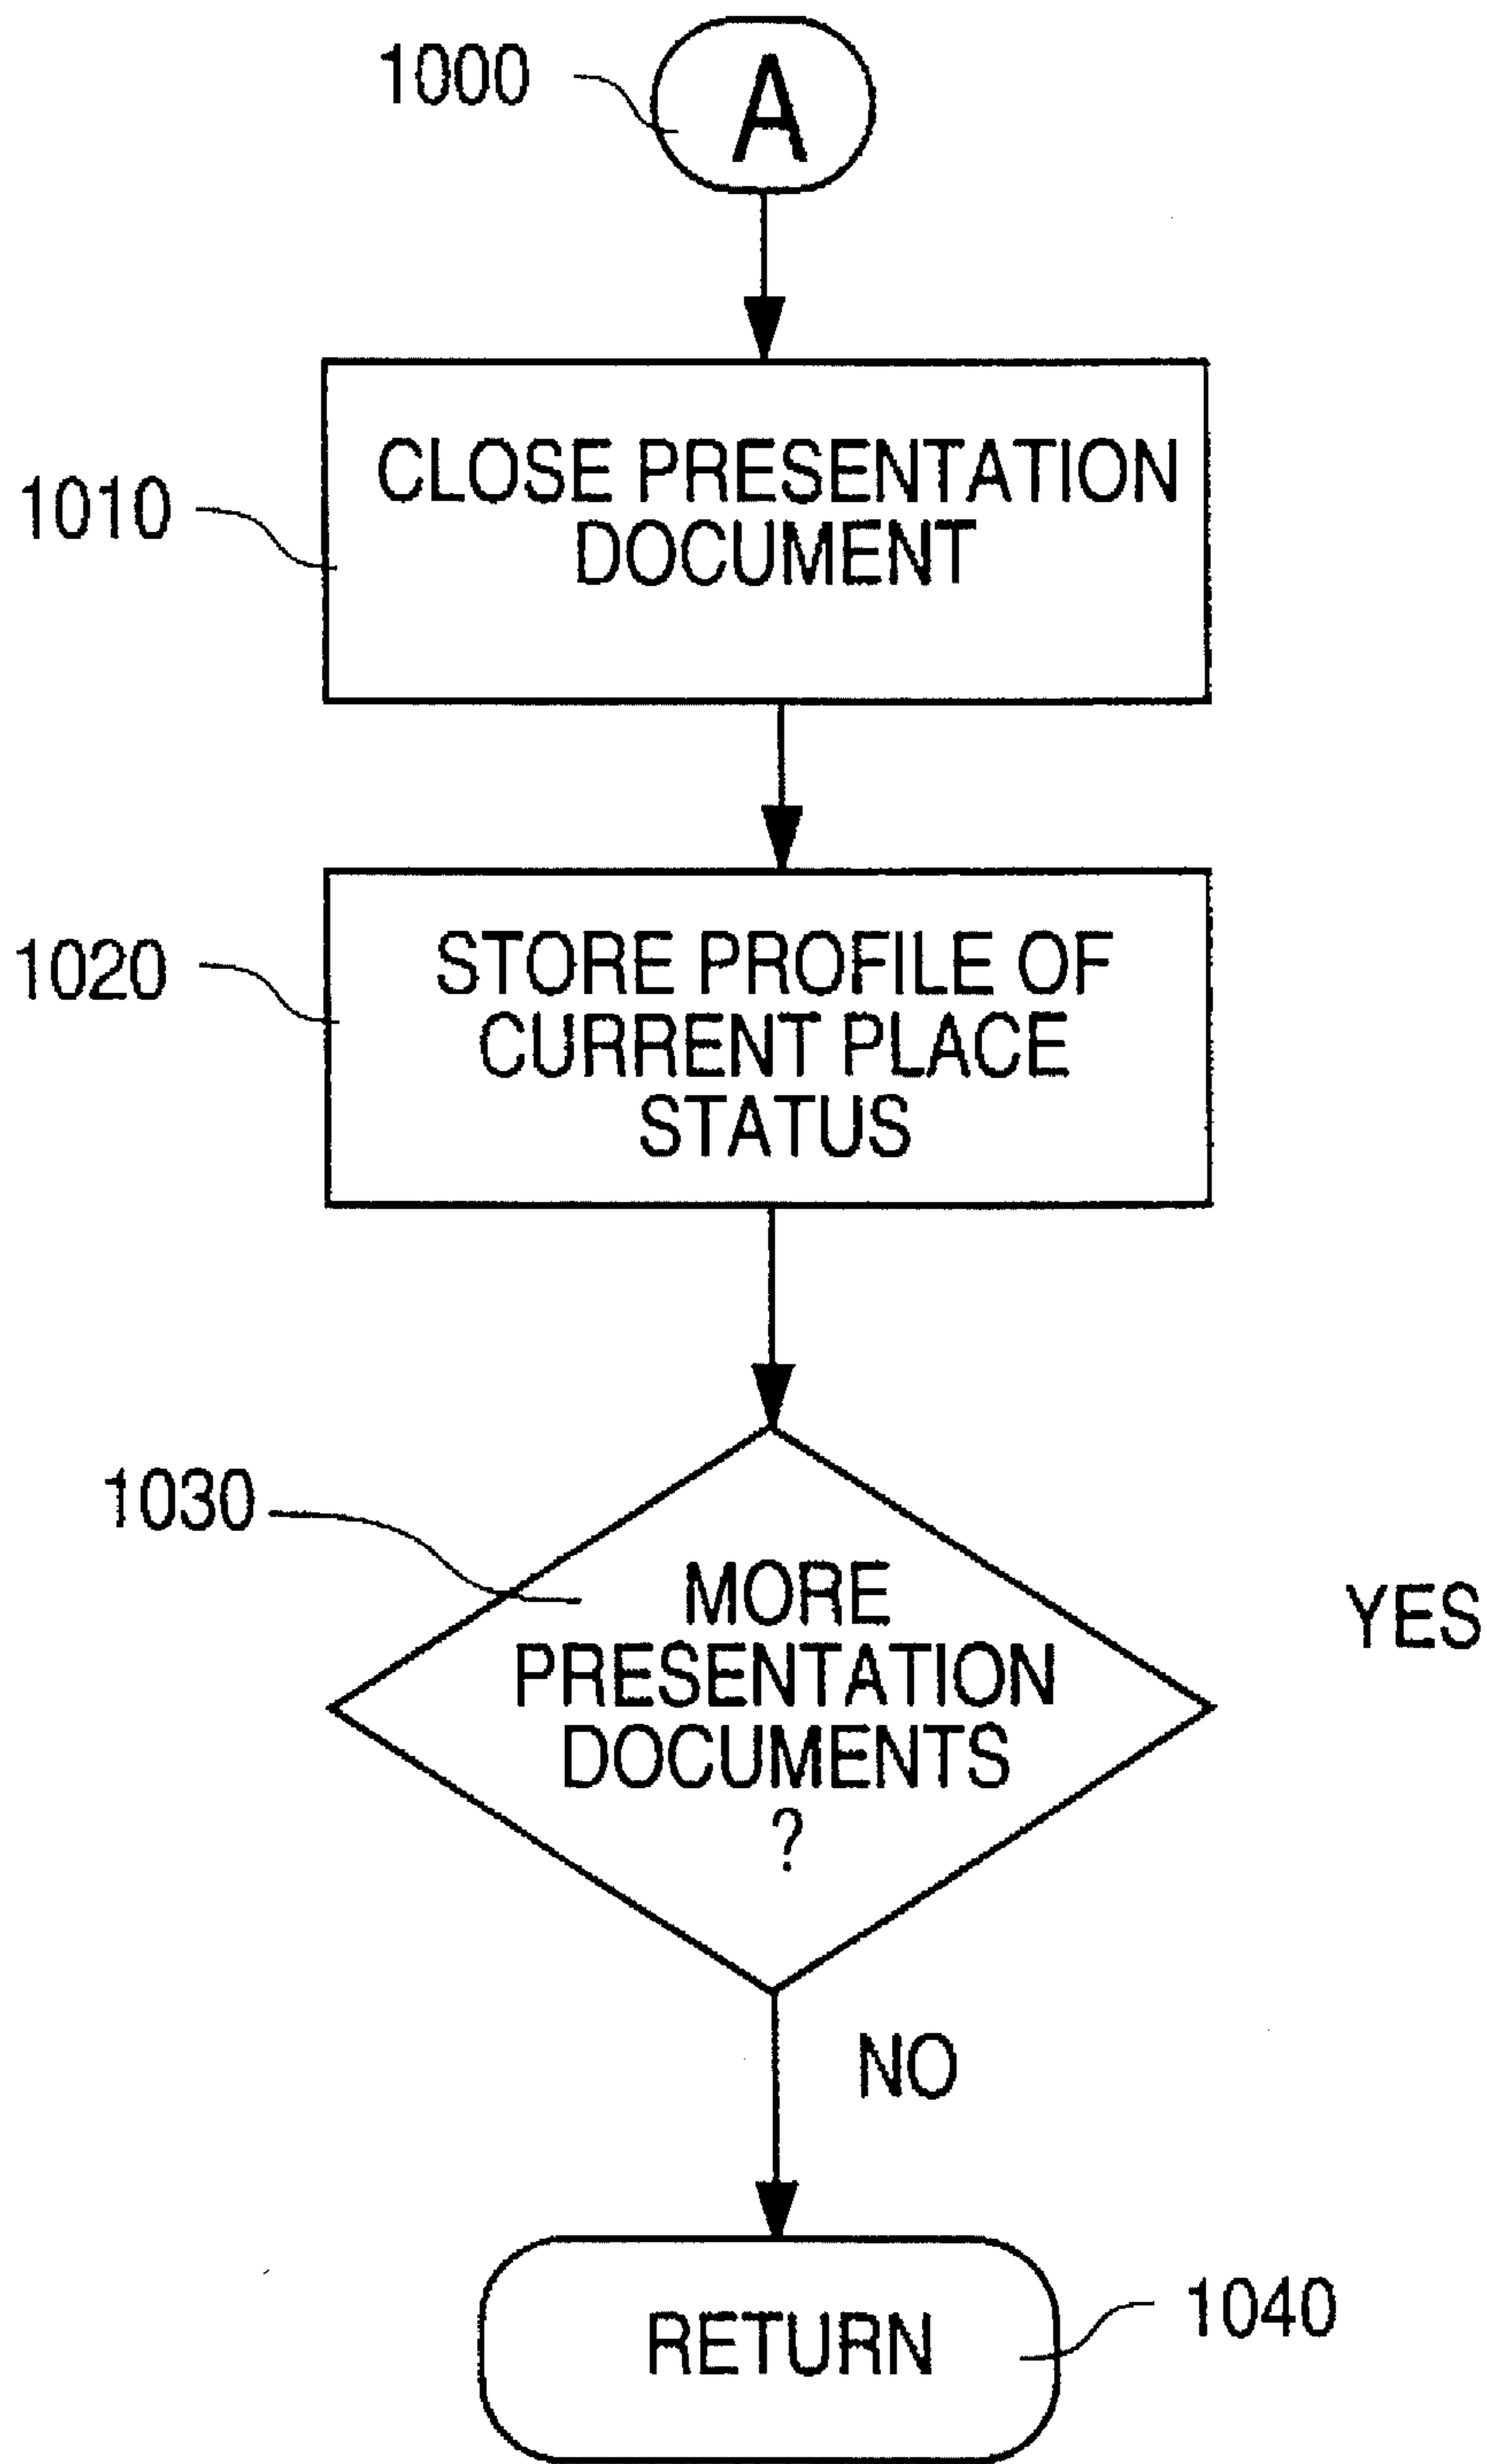 1000
A
1010
CLOSE PRESENTATION
DOCUMENT
1020
STORE PROFILE OF
CURRENT PLACE
STATUS
1030
MORE
PRESENTATION
DOCUMENTS
?
YES
NO
RETURN
1040